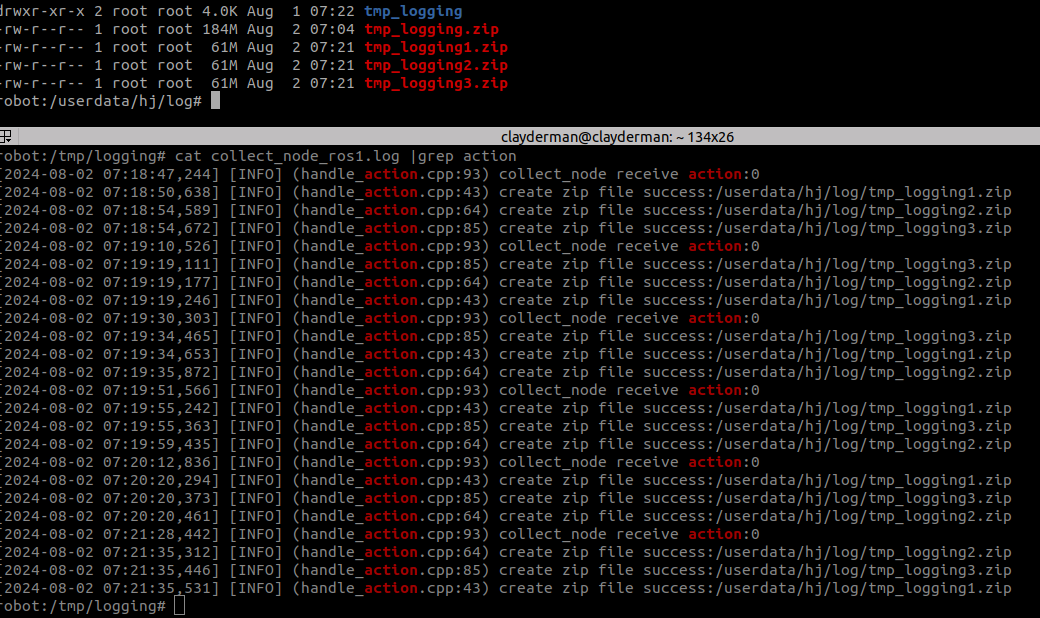 drwxr-xr-x 2 root root 4.0K Aug  1 07:22 tmp_logging
-rw-r--r-- 1 root root 184M Aug  2 07:04 tmp_logging.zip
-rw-r--r-- 1 root root  61M Aug  2 07:21 tmp_logging1.zip
-rw-r--r-- 1 root root  61M Aug  2 07:21 tmp_logging2.zip
-rw-r--r-- 1 root root  61M Aug  2 07:21 tmp_logging3.zip
robot:/userdata/hj/log#
clayderman@clayderman: ~ 134x26
robot:/tmp/logging# cat collect_node_ros1.log |grep action
[2024-08-02 07:18:47,244] [INFO] (handle_action.cpp:93) collect_node receive action:0
[2024-08-02 07:18:50,638] [INFO] (handle_action.cpp:43) create zip file success:/userdata/hj/log/tmp_logging1.zip
[2024-08-02 07:18:54,589] [INFO] (handle_action.cpp:64) create zip file success:/userdata/hj/log/tmp_logging2.zip
[2024-08-02 07:18:54,672] [INFO] (handle_action.cpp:85) create zip file success:/userdata/hj/log/tmp_logging3.zip
[2024-08-02 07:19:10,526] [INFO] (handle_action.cpp:93) collect_node receive action:0
[2024-08-02 07:19:19,111] [INFO] (handle_action.cpp:85) create zip file success:/userdata/hj/log/tmp_logging3.zip
[2024-08-02 07:19:19,177] [INFO] (handle_action.cpp:64) create zip file success:/userdata/hj/log/tmp_logging2.zip
[2024-08-02 07:19:19,246] [INFO] (handle_action.cpp:43) create zip file success:/userdata/hj/log/tmp_logging1.zip
[2024-08-02 07:19:30,303] [INFO] (handle_action.cpp:93) collect_node receive action:0
[2024-08-02 07:19:34,465] [INFO] (handle_action.cpp:85) create zip file success:/userdata/hj/log/tmp_logging3.zip
[2024-08-02 07:19:34,653] [INFO] (handle_action.cpp:43) create zip file success:/userdata/hj/log/tmp_logging1.zip
[2024-08-02 07:19:35,872] [INFO] (handle_action.cpp:64) create zip file success:/userdata/hj/log/tmp_logging2.zip
[2024-08-02 07:19:51,566] [INFO] (handle_action.cpp:93) collect_node receive action:0
[2024-08-02 07:19:55,242] [INFO] (handle_action.cpp:43) create zip file success:/userdata/hj/log/tmp_logging1.zip
[2024-08-02 07:19:55,363] [INFO] (handle_action.cpp:85) create zip file success:/userdata/hj/log/tmp_logging3.zip
[2024-08-02 07:19:59,435] [INFO] (handle_action.cpp:64) create zip file success:/userdata/hj/log/tmp_logging2.zip
[2024-08-02 07:20:12,836] [INFO] (handle_action.cpp:93) collect_node receive action:0
[2024-08-02 07:20:20,294] [INFO] (handle_action.cpp:43) create zip file success:/userdata/hj/log/tmp_logging1.zip
[2024-08-02 07:20:20,373] [INFO] (handle_action.cpp:85) create zip file success:/userdata/hj/log/tmp_logging3.zip
[2024-08-02 07:20:20,461] [INFO] (handle_action.cpp:64) create zip file success:/userdata/hj/log/tmp_logging2.zip
[2024-08-02 07:21:28,442] [INFO] (handle_action.cpp:93) collect_node receive action:0
[2024-08-02 07:21:35,312] [INFO] (handle_action.cpp:64) create zip file success:/userdata/hj/log/tmp_logging2.zip
[2024-08-02 07:21:35,446] [INFO] (handle_action.cpp:85) create zip file success:/userdata/hj/log/tmp_logging3.zip
[2024-08-02 07:21:35,531] [INFO] (handle_action.cpp:43) create zip file success:/userdata/hj/log/tmp_logging1.zip
robot:/tmp/logging#